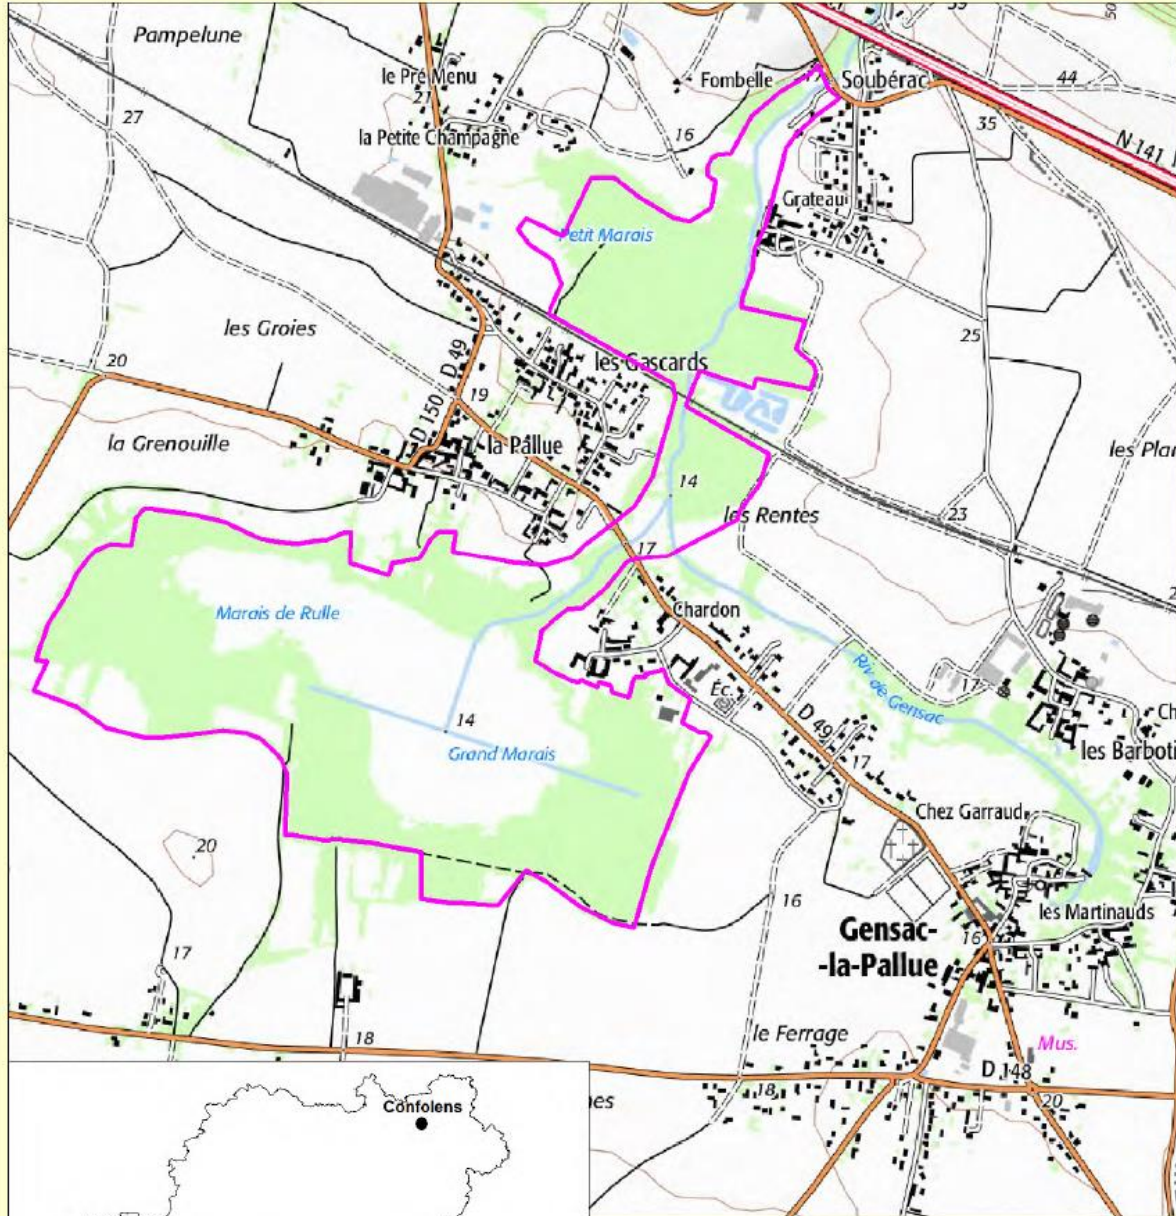 Pampelune
le Pré Menu
21
la Petite Champagne
27
Fombelle
Soubérac
44
50
16
35
N 141
Grateau
Petit Marais
les Groies
25
les Gascards
20
D 49
19
D 150
la Grenouille
la Pallue
14
les Rentes
23
17
Marais de Rulle
Chardon
Éc.
Riv. de Gensac
17
14
Grand Marais
D 49
17
les Barboti
Chez Garraud
20
16
les Martinauds
Gensac-
-la-Pallue
16
17
18
le Ferrage
Mus.
D 148
18
20
Confolens